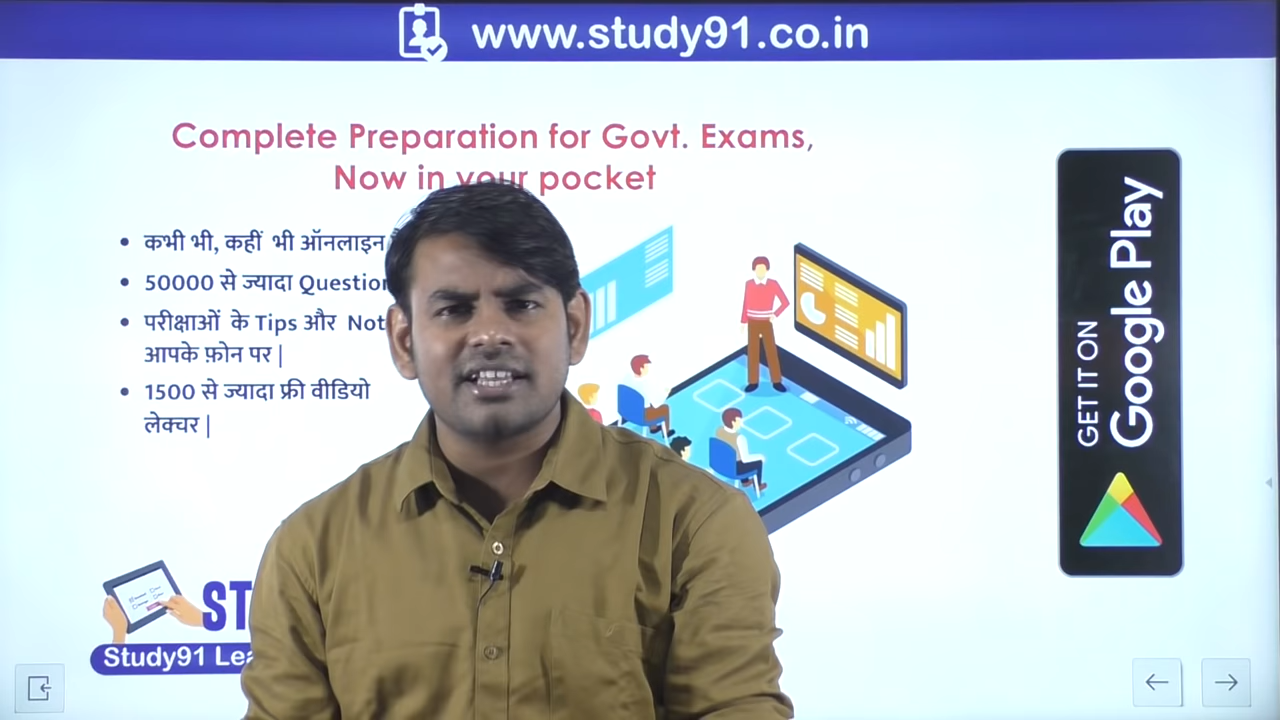 www.study91.co.in
Complete Preparation for Govt. Exams,
Now in your pocket
• कभी भी, कहीं भी ऑनलाइन
• 50000 से ज्यादा Question
• परीक्षाओं के Tips और Not
आपके फ़ोन पर |
• 1500 से ज्यादा फ्री वीडियो
लेक्चर |
ST
Study91 Lea
GET IT ON
Google Play